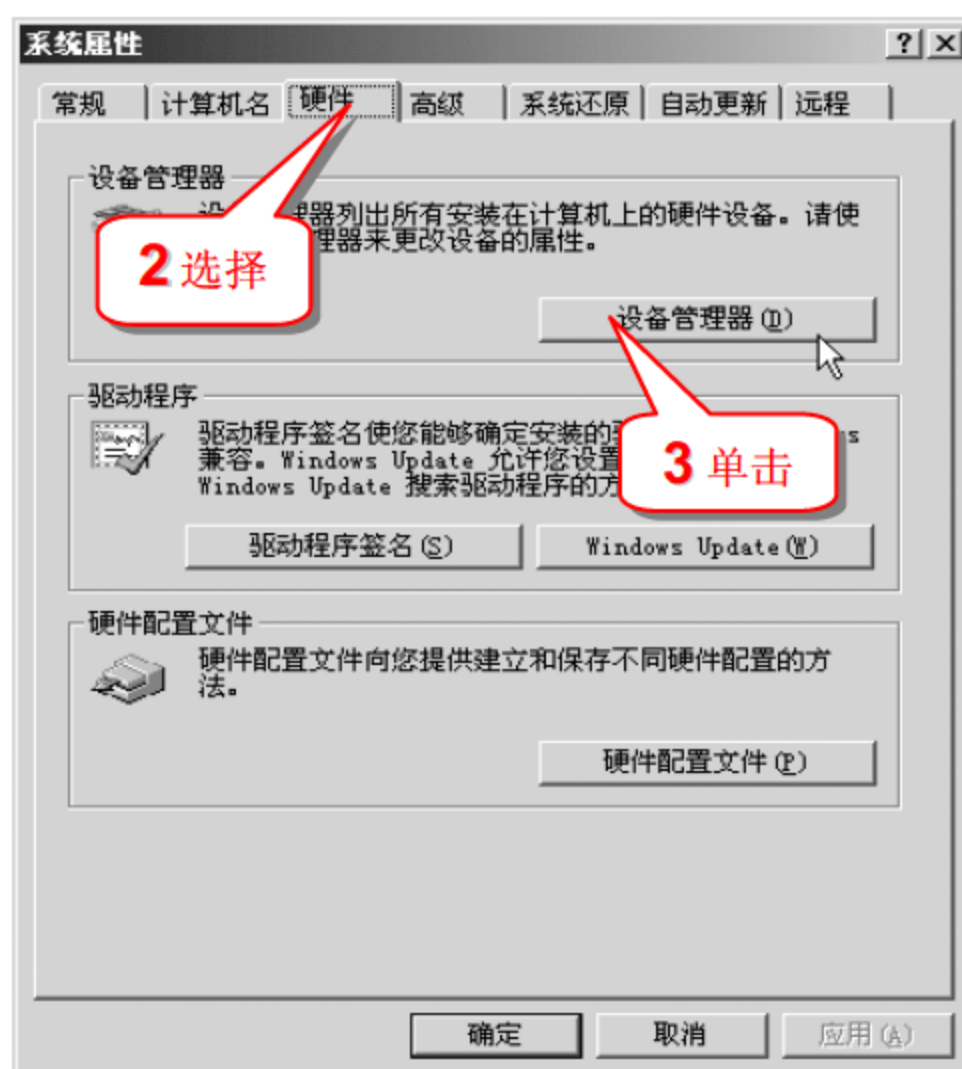 系统属性
常规 计算机名 硬件 高级 系统还原 自动更新 远程
设备管理器
理器列出所有安装在计算机上的硬件设备。请使
理器来更改设备的属性。
2 选择
设备管理器(D)
驱动程序
驱动程序签名使您能够确定安装的 s
兼容。Windows Update 允许您设置
Windows Update 搜索驱动程序的方
3 单击
驱动程序签名(S) Windows Update(W)
硬件配置文件
硬件配置文件向您提供建立和保存不同硬件配置的方
法。
硬件配置文件(P)
确定 取消 应用(A)